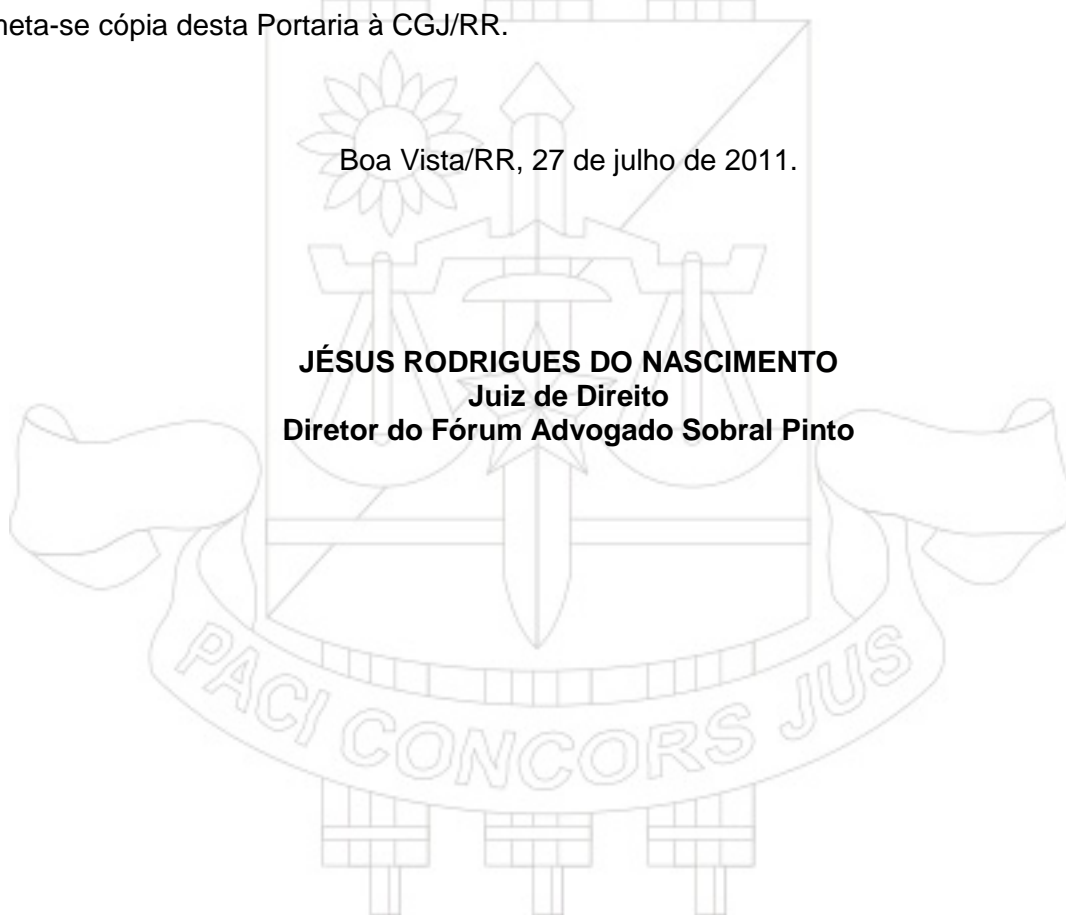 neta-se cópia desta Portaria à CGJ/RR.
Boa Vista/RR, 27 de julho de 2011.
JÉSUS RODRIGUES DO NASCIMENTO
Juiz de Direito
Diretor do Fórum Advogado Sobral Pinto
PACI CONCORS JUS